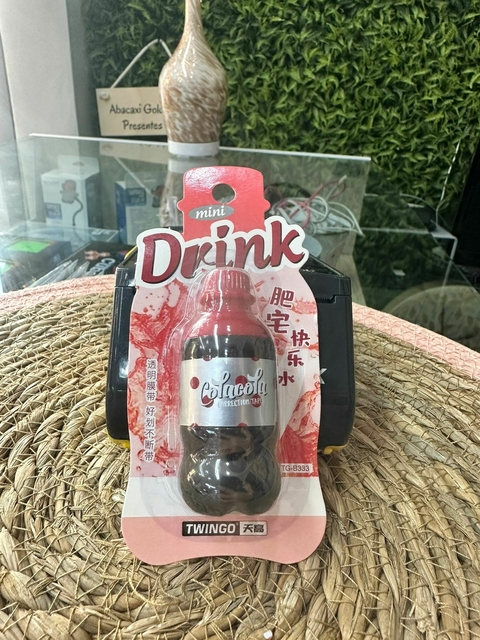 Abacaxi Gold
Presentes
mini
Drink
肥宅
快乐水
Colacola
CORRECTION TAPE
透明膜带 好划不断带
TG-B333
TWINGO 天高